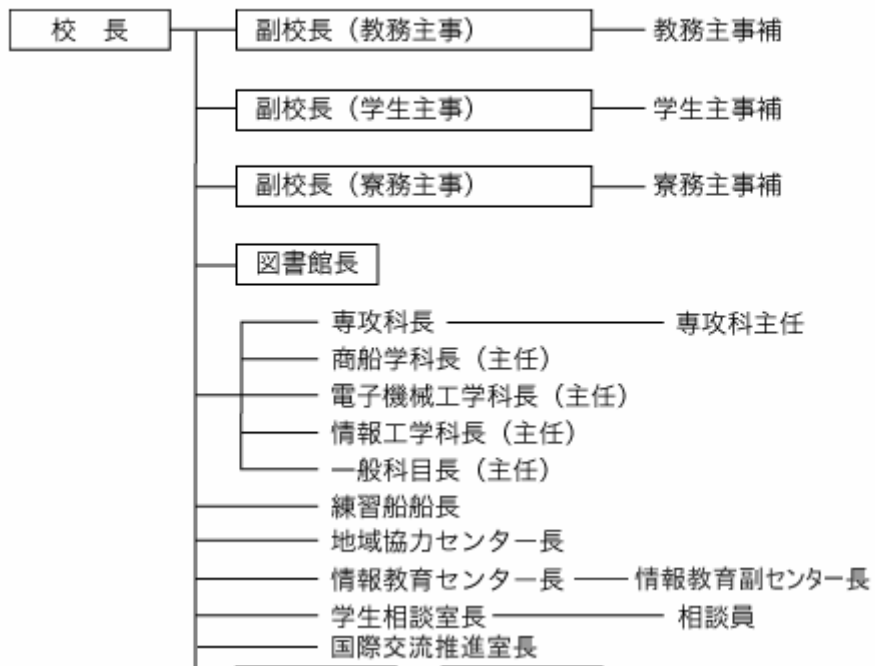 校 長 副校長（教務主事） 教務主事補
副校長（学生主事） 学生主事補
副校長（寮務主事） 寮務主事補
図書館長
専攻科長 専攻科主任
商船学科長（主任）
電子機械工学科長（主任）
情報工学科長（主任）
一般科目長（主任）
練習船船長
地域協力センター長
情報教育センター長 情報教育副センター長
学生相談室長 相談員
国際交流推進室長